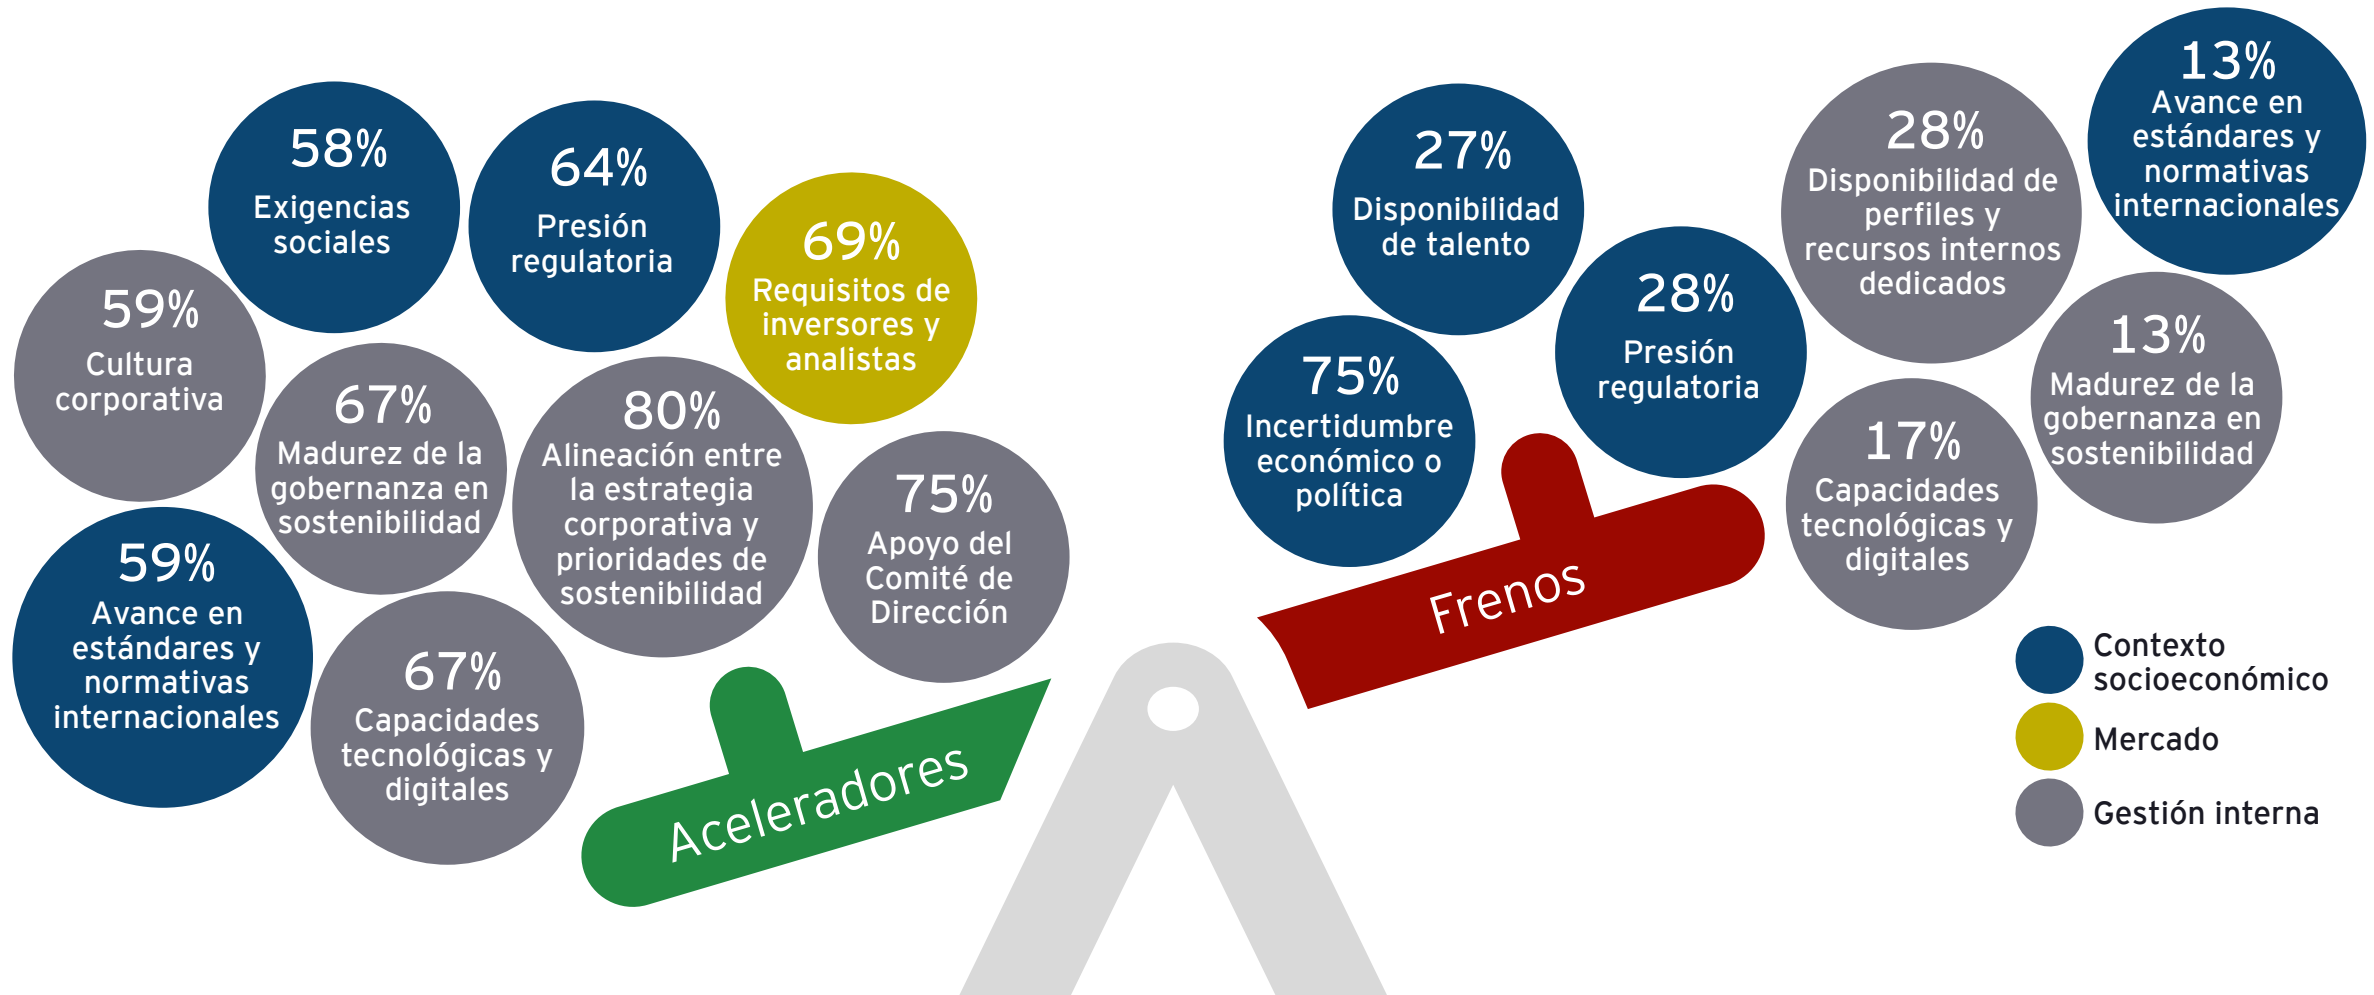 58%
Exigencias
sociales
64%
Presión
regulatoria
69%
Requisitos de
inversores y
analistas
59%
Cultura
corporativa
67%
Madurez de la
gobernanza en
sostenibilidad
80%
Alineación entre
la estrategia
corporativa y
prioridades de
sostenibilidad
75%
Apoyo del
Comité de
Dirección
59%
Avance en
estándares y
normativas
internacionales
67%
Capacidades
tecnológicas y
digitales
Aceleradores
27%
Disponibilidad
de talento
28%
Disponibilidad de
perfiles y
recursos internos
dedicados
13%
Avance en
estándares y
normativas
internacionales
75%
Incertidumbre
económico o
política
28%
Presión
regulatoria
17%
Capacidades
tecnológicas y
digitales
13%
Madurez de la
gobernanza en
sostenibilidad
Frenos
Contexto
socioeconómico
Mercado
Gestión interna